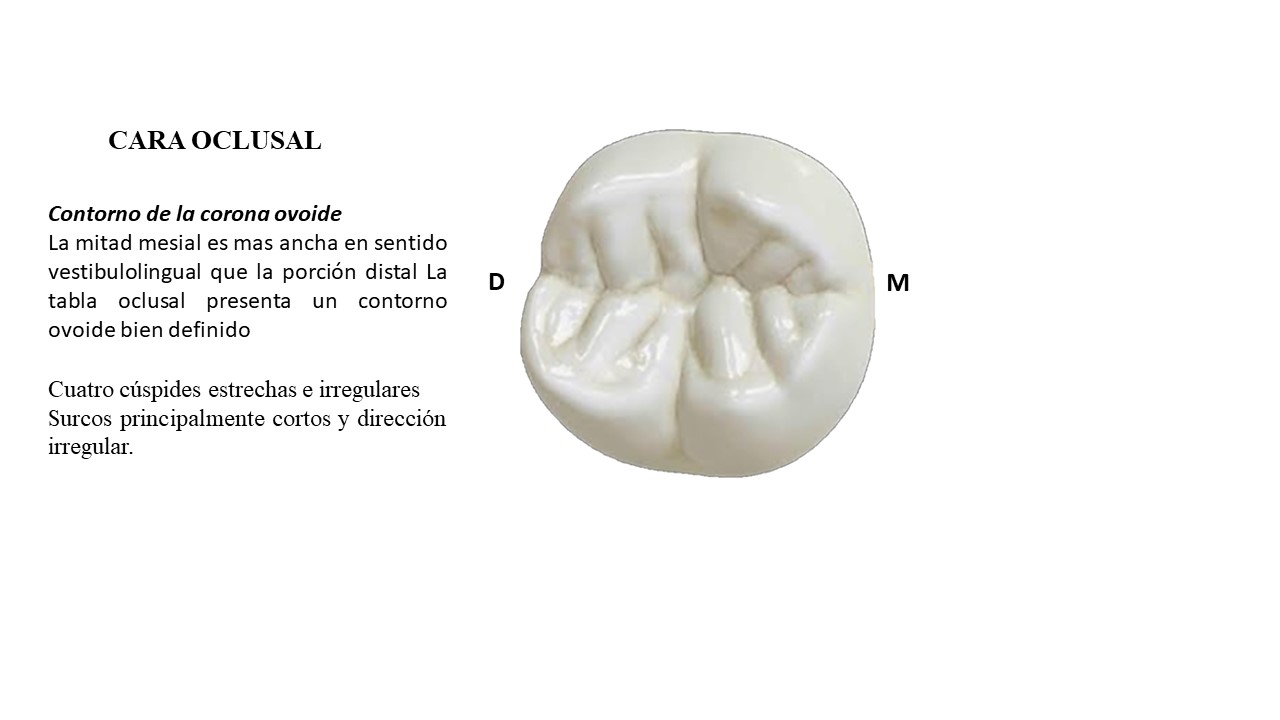 CARA OCLUSAL
Contorno de la corona ovoide
La mitad mesial es mas ancha en sentido
vestibulolingual que la porción distal La
tabla oclusal presenta un contorno
ovoide bien definido
D
M
Cuatro cúspides estrechas e irregulares
Surcos principalmente cortos y dirección
irregular.